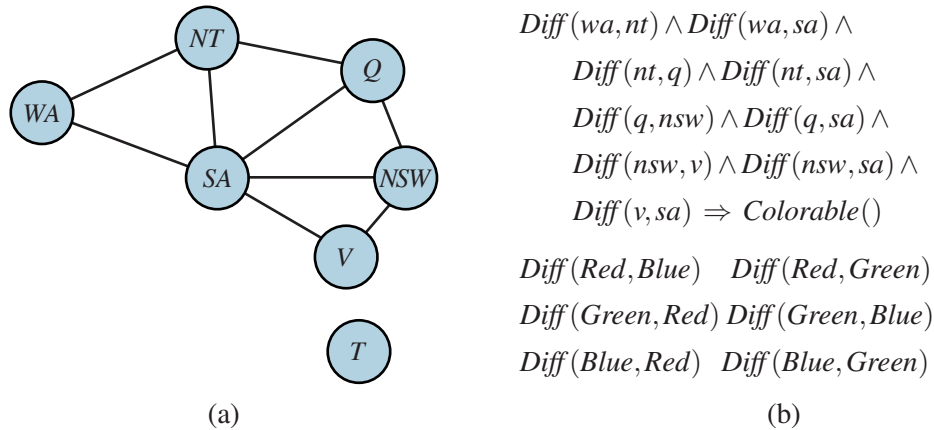 NT
Q
WA
SA
NSW
V
T
(a)
Diff(wa,nt) ∧ Diff(wa,sa) ∧
Diff(nt,q) ∧ Diff(nt,sa) ∧
Diff(q,nsw) ∧ Diff(q,sa) ∧
Diff(nsw,v) ∧ Diff(nsw,sa) ∧
Diff(v,sa) ⇒ Colorable()
Diff(Red,Blue) Diff(Red,Green)
Diff(Green,Red) Diff(Green,Blue)
Diff(Blue,Red) Diff(Blue,Green)
(b)